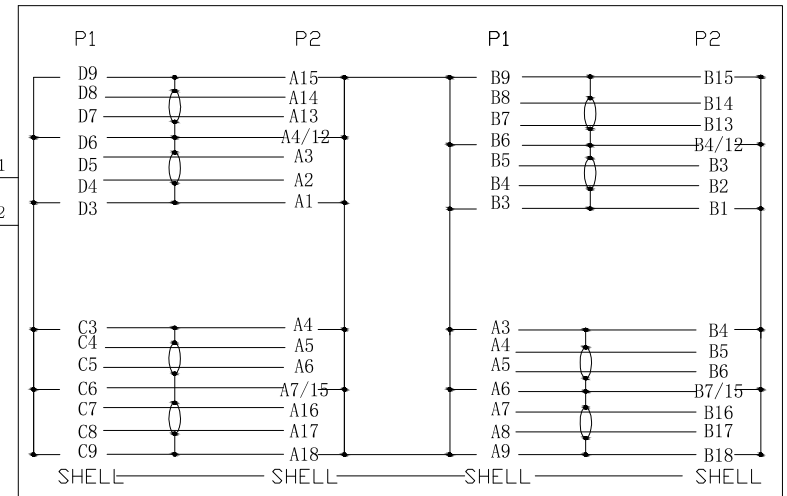 P1 P2 P1 P2
D9 A15 B9 B15
D8 A14 B8 B14
D7 A13 B7 B13
D6 A4/12 B6 B4/12
D5 A3 B5 B3
D4 A2 B4 B2
D3 A1 B3 B1
C3 A4 A3 B4
C4 A5 A4 B5
C5 A6 A5 B6
C6 A7/15 A6 B7/15
C7 A16 A7 B16
C8 A17 A8 B17
C9 A18 A9 B18
SHELL SHELL SHELL SHELL
1
2